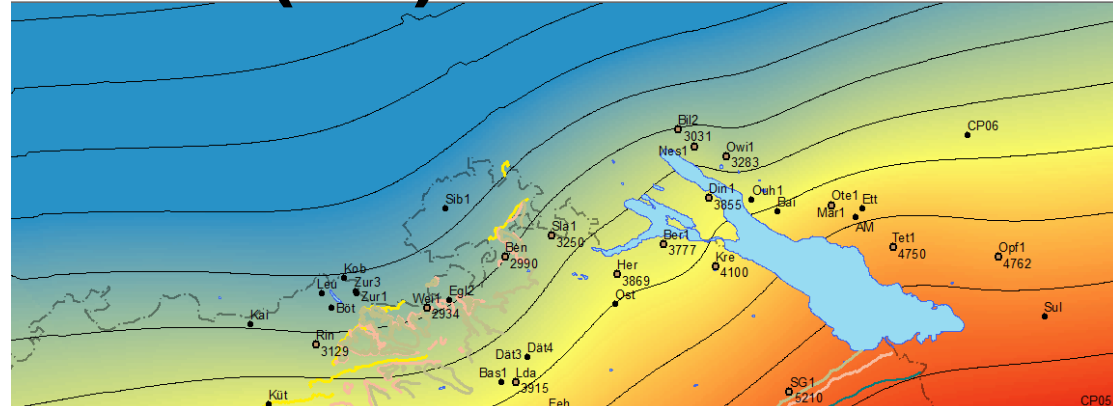 Bil2
3031
CP06
Nes1
Owi1
3283
Sib1
Din1
3855
Ouh1
Bai
Ote1
Mar1
Ett
AM
Sla1
3250
Ben
2990
Ber1
3777
Tet1
4750
Opf1
4762
Kre
4100
Her
3869
Kob
Leu
Zur3
Zur1
Böt
Wei1
2934
Egl2
Ost
Sul
Kai
Rin
3129
Dät3
Dät4
Bas1
Lda
3915
SG1
5210
Küt
CP05